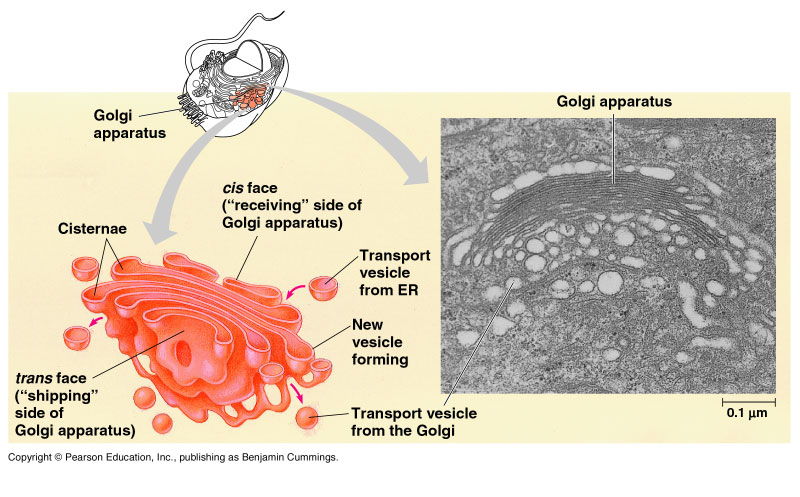 Golgi apparatus
Golgi
apparatus
cis face
("receiving" side of
Golgi apparatus)
Cisternae
Transport
vesicle
from ER
New
vesicle
forming
trans face
("shipping"
side of
Golgi apparatus)
Transport vesicle
from the Golgi
0.1 µm
Copyright © Pearson Education, Inc., publishing as Benjamin Cummings.